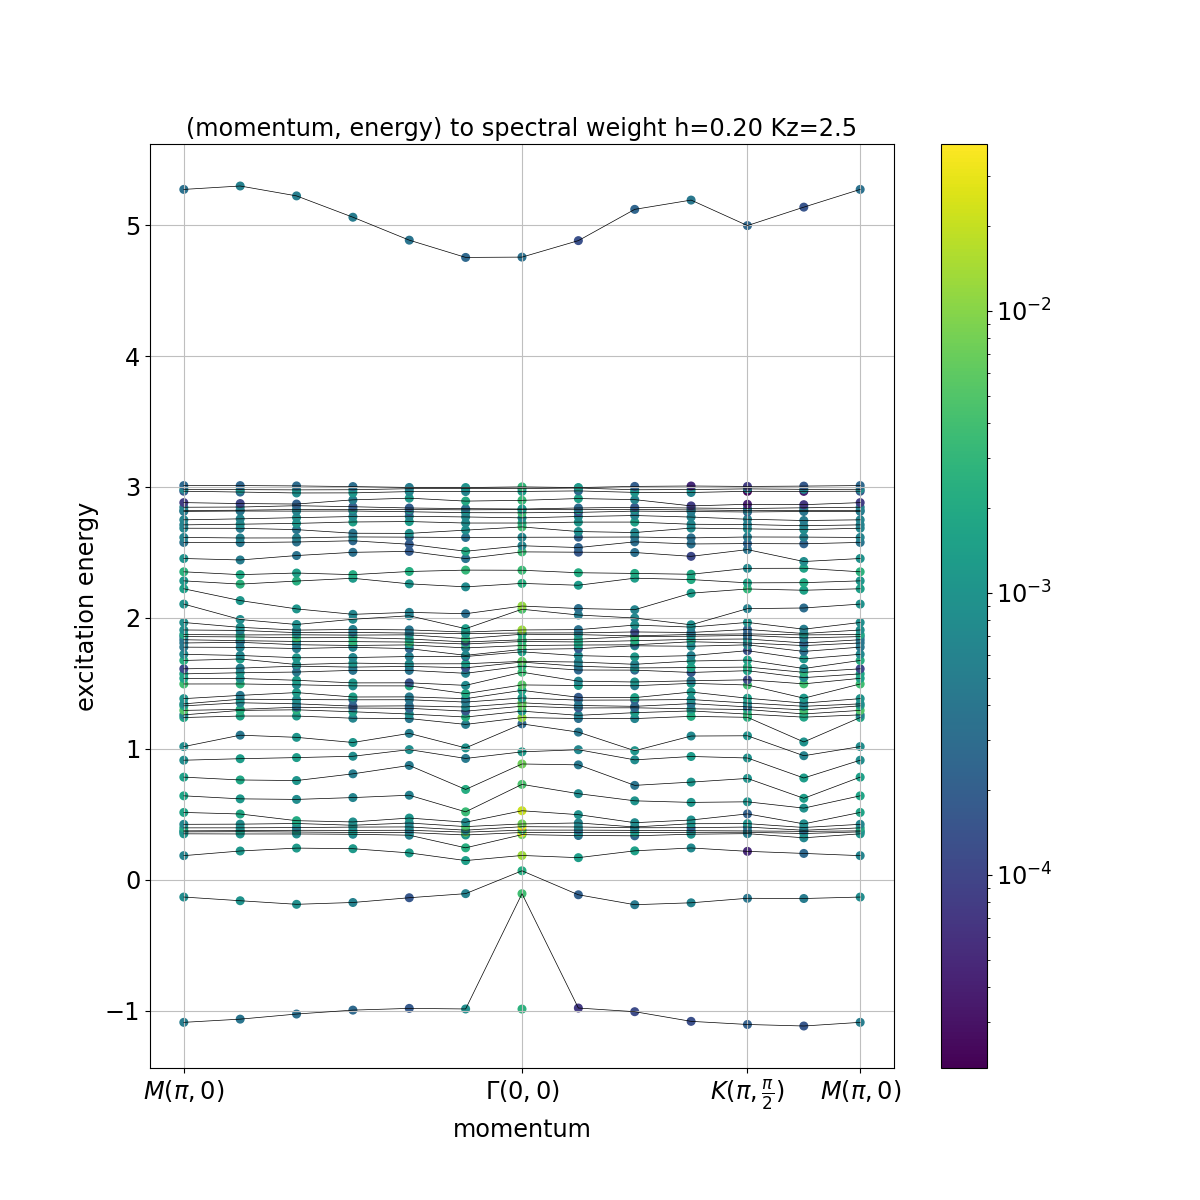 (momentum, energy) to spectral weight h=0.20 Kz=2.5
excitation energy
5
4
3
2
1
0
−1
M(π, 0)
Γ(0, 0)
K(π, π/2)
M(π, 0)
momentum
10⁻²
10⁻³
10⁻⁴